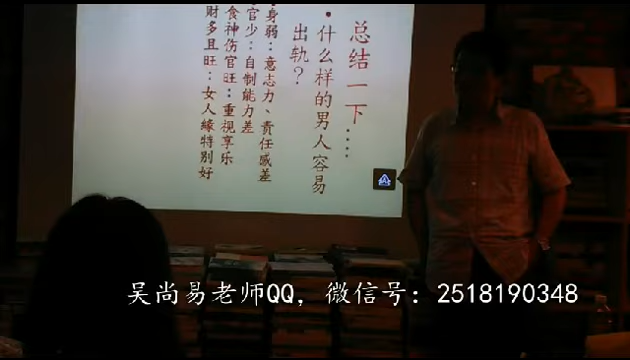 总结一下....
•什么样的男人容易
出轨？
身弱：意志力、责任感差
官少：自制能力差
食神伤官旺：重视享乐
财多且旺：女人緣特别好
吴尚易老师QQ，微信号：2518190348